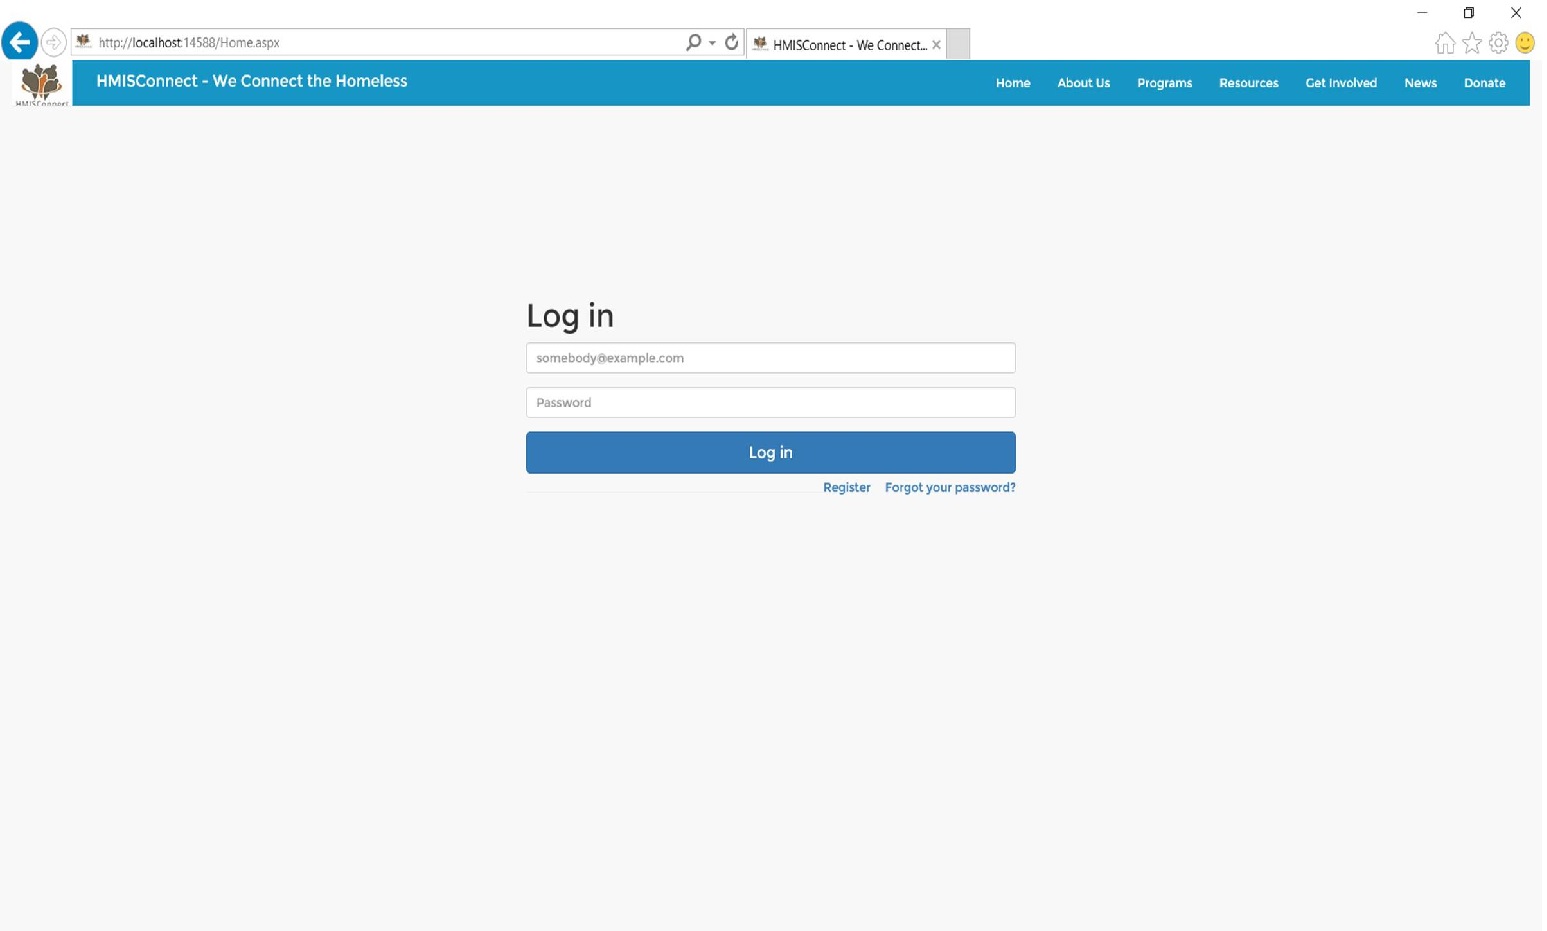 http://localhost:14588/Home.aspx
HMISConnect - We Connect...
HMISConnect
HMISConnect - We Connect the Homeless
Home
About Us
Programs
Resources
Get Involved
News
Donate
Log in
somebody@example.com
Password
Log in
Register
Forgot your password?